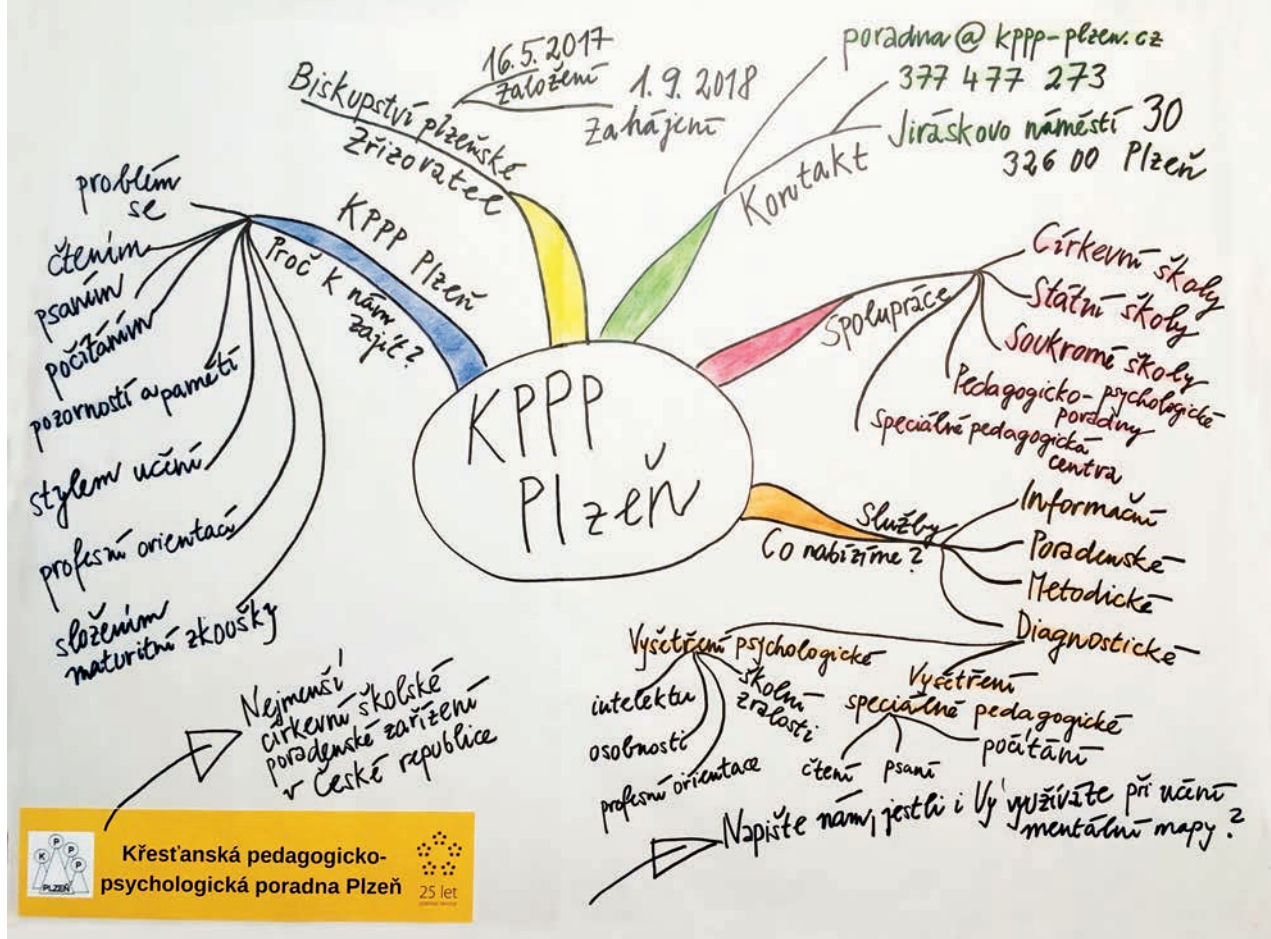 KPPP
Plzeň
KPPP Plzeň
Proč k nám
zajít?
problém
se
čtením
psaním
počítáním
pozorností a pamětí
stylem učení
profesní orientací
složením
maturitní zkoušky
Biskupství plzeňské
Zřizovatel
16.5.2017
založení
1.9.2018
Zahájení
Kontakt
poradna@kppp-plzen.cz
377 477 273
Jiráskovo náměstí 30
326 00 Plzeň
Spolupráce
Církevní školy
Státní školy
Soukromé školy
Pedagogicko-psychologické
poradny
speciálně pedagogická
centra
Služby
Co nabízíme?
Informační
Poradenské
Metodické
Diagnostické
Vyšetření psychologické
intelektu
osobnosti
profesní orientace
školní
zralosti
Vyšetření
speciálně pedagogické
čtení
psaní
počítání
Nejmenší
církevní školské
poradenské zařízení
v České republice
Napište nám, jestli i Vy využíváte při učení
mentální mapy?
K P P P
PLZEŇ
Křesťanská pedagogicko-
psychologická poradna Plzeň
25 let